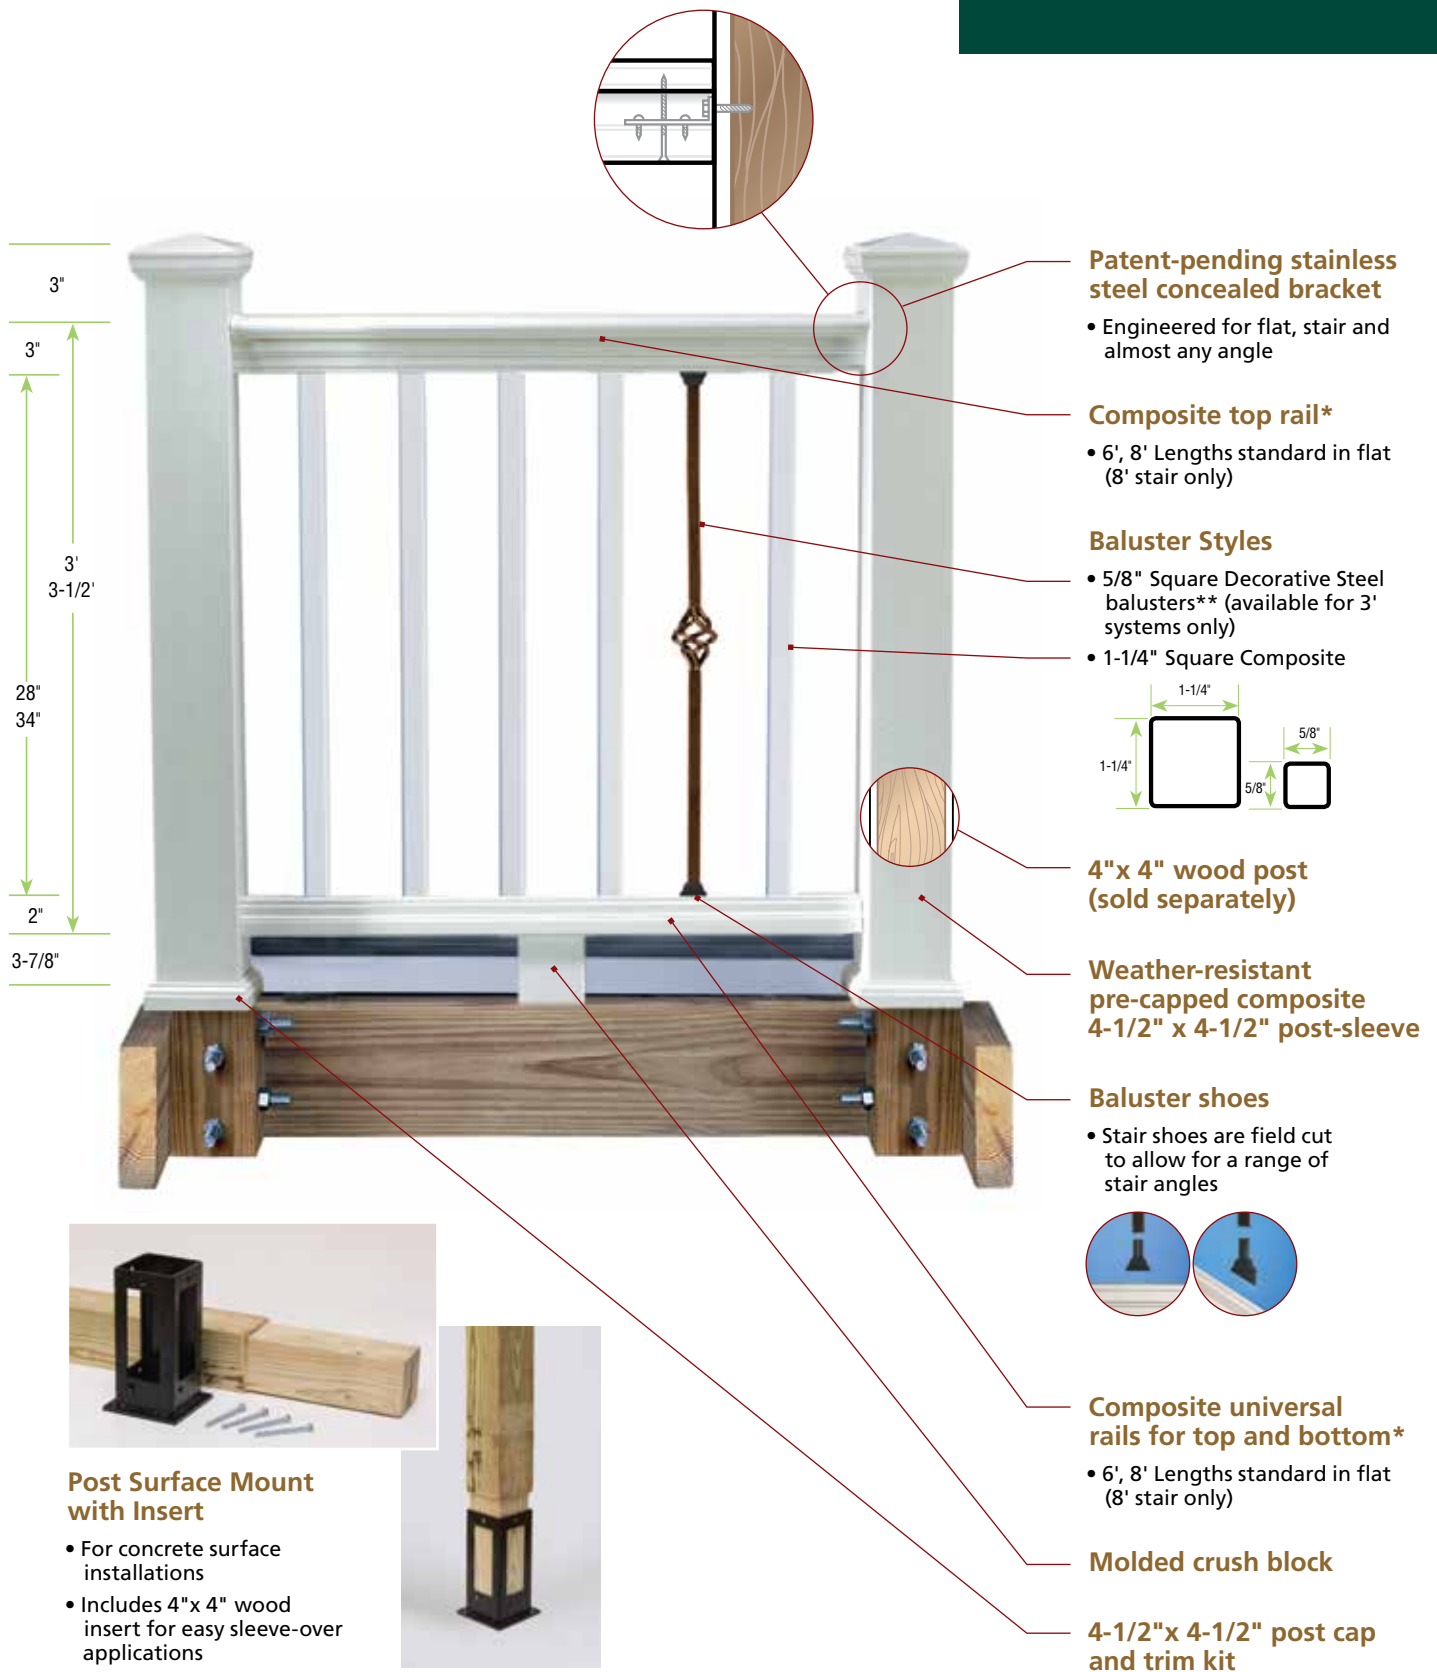 3"
3"
3'
3-1/2'
28"
34"
2"
3-7/8"
Patent-pending stainless
steel concealed bracket
• Engineered for flat, stair and
almost any angle
Composite top rail*
• 6', 8' Lengths standard in flat
(8' stair only)
Baluster Styles
• 5/8" Square Decorative Steel
balusters** (available for 3'
systems only)
• 1-1/4" Square Composite
1-1/4"
1-1/4"
5/8"
5/8"
4"x 4" wood post
(sold separately)
Weather-resistant
pre-capped composite
4-1/2" x 4-1/2" post-sleeve
Baluster shoes
• Stair shoes are field cut
to allow for a range of
stair angles
Composite universal
rails for top and bottom*
• 6', 8' Lengths standard in flat
(8' stair only)
Molded crush block
4-1/2"x 4-1/2" post cap
and trim kit
Post Surface Mount
with Insert
• For concrete surface
installations
• Includes 4"x 4" wood
insert for easy sleeve-over
applications